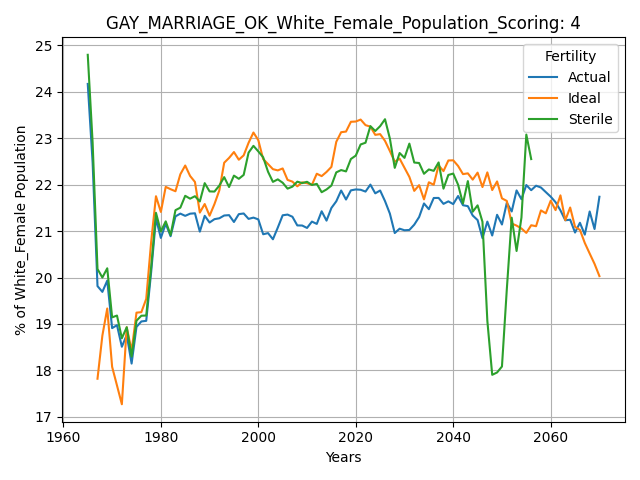 GAY_MARRIAGE_OK_White_Female_Population_Scoring: 4
Fertility
Actual
Ideal
Sterile
% of White_Female Population
25
24
23
22
21
20
19
18
17
1960
1980
2000
2020
2040
2060
Years